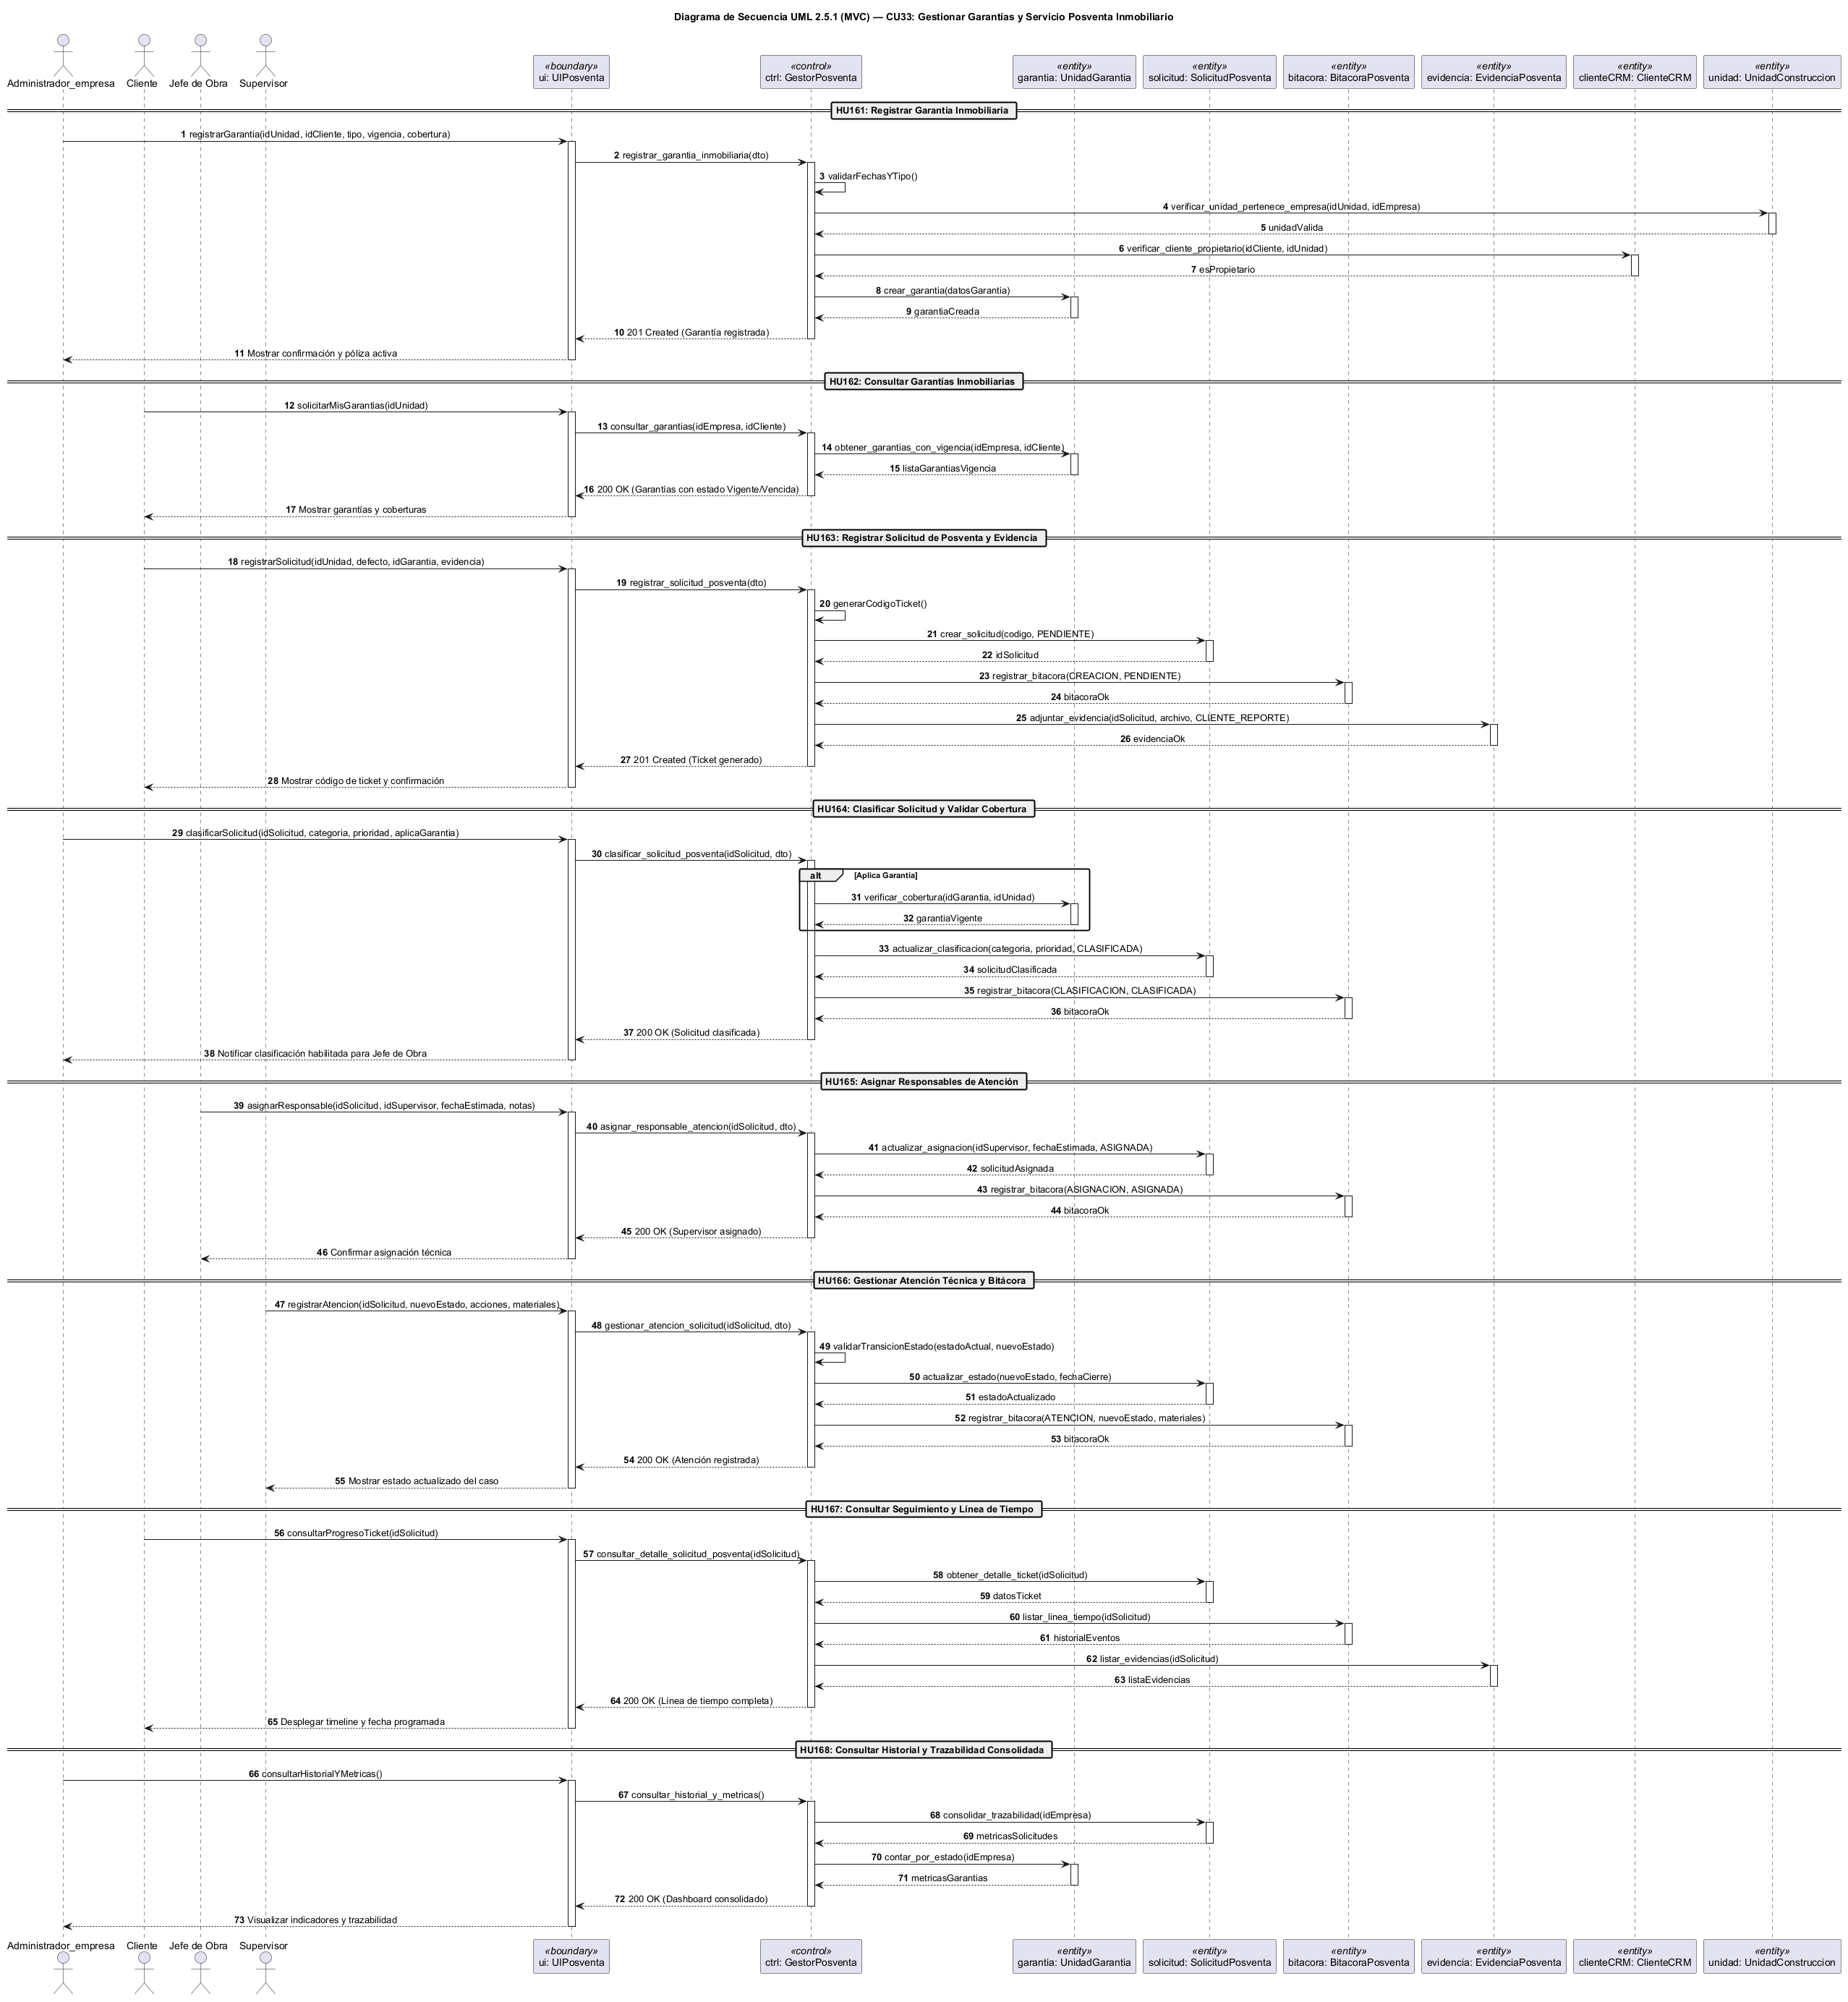 Diagrama de Secuencia UML 2.5.1 (MVC) — CU33: Gestionar Garantías y Servicio Posventa Inmobiliario
Administrador_empresa
Cliente
Jefe de Obra
Supervisor
«boundary»
ui: UIPosventa
«control»
ctrl: GestorPosventa
«entity»
garantia: UnidadGarantia
«entity»
solicitud: SolicitudPosventa
«entity»
bitacora: BitacoraPosventa
«entity»
evidencia: EvidenciaPosventa
«entity»
clienteCRM: ClienteCRM
«entity»
unidad: UnidadConstruccion
HU161: Registrar Garantía Inmobiliaria
1 registrarGarantia(idUnidad, idCliente, tipo, vigencia, cobertura)
2 registrar_garantia_inmobiliaria(dto)
3 validarFechasYTipo()
4 verificar_unidad_pertenece_empresa(idUnidad, idEmpresa)
5 unidadValida
6 verificar_cliente_propietario(idCliente, idUnidad)
7 esPropietario
8 crear_garantia(datosGarantia)
9 garantiaCreada
10 201 Created (Garantía registrada)
11 Mostrar confirmación y póliza activa
HU162: Consultar Garantías Inmobiliarias
12 solicitarMisGarantias(idUnidad)
13 consultar_garantias(idEmpresa, idCliente)
14 obtener_garantias_con_vigencia(idEmpresa, idCliente)
15 listaGarantiasVigencia
16 200 OK (Garantías con estado Vigente/Vencida)
17 Mostrar garantías y coberturas
HU163: Registrar Solicitud de Posventa y Evidencia
18 registrarSolicitud(idUnidad, defecto, idGarantia, evidencia)
19 registrar_solicitud_posventa(dto)
20 generarCodigoTicket()
21 crear_solicitud(codigo, PENDIENTE)
22 idSolicitud
23 registrar_bitacora(CREACION, PENDIENTE)
24 bitacoraOk
25 adjuntar_evidencia(idSolicitud, archivo, CLIENTE_REPORTE)
26 evidenciaOk
27 201 Created (Ticket generado)
28 Mostrar código de ticket y confirmación
HU164: Clasificar Solicitud y Validar Cobertura
29 clasificarSolicitud(idSolicitud, categoria, prioridad, aplicaGarantia)
30 clasificar_solicitud_posventa(idSolicitud, dto)
alt [Aplica Garantía]
31 verificar_cobertura(idGarantia, idUnidad)
32 garantiaVigente
33 actualizar_clasificacion(categoria, prioridad, CLASIFICADA)
34 solicitudClasificada
35 registrar_bitacora(CLASIFICACION, CLASIFICADA)
36 bitacoraOk
37 200 OK (Solicitud clasificada)
38 Notificar clasificación habilitada para Jefe de Obra
HU165: Asignar Responsables de Atención
39 asignarResponsable(idSolicitud, idSupervisor, fechaEstimada, notas)
40 asignar_responsable_atencion(idSolicitud, dto)
41 actualizar_asignacion(idSupervisor, fechaEstimada, ASIGNADA)
42 solicitudAsignada
43 registrar_bitacora(ASIGNACION, ASIGNADA)
44 bitacoraOk
45 200 OK (Supervisor asignado)
46 Confirmar asignación técnica
HU166: Gestionar Atención Técnica y Bitácora
47 registrarAtencion(idSolicitud, nuevoEstado, acciones, materiales)
48 gestionar_atencion_solicitud(idSolicitud, dto)
49 validarTransicionEstado(estadoActual, nuevoEstado)
50 actualizar_estado(nuevoEstado, fechaCierre)
51 estadoActualizado
52 registrar_bitacora(ATENCION, nuevoEstado, materiales)
53 bitacoraOk
54 200 OK (Atención registrada)
55 Mostrar estado actualizado del caso
HU167: Consultar Seguimiento y Línea de Tiempo
56 consultarProgresoTicket(idSolicitud)
57 consultar_detalle_solicitud_posventa(idSolicitud)
58 obtener_detalle_ticket(idSolicitud)
59 datosTicket
60 listar_linea_tiempo(idSolicitud)
61 historialEventos
62 listar_evidencias(idSolicitud)
63 listaEvidencias
64 200 OK (Línea de tiempo completa)
65 Desplegar timeline y fecha programada
HU168: Consultar Historial y Trazabilidad Consolidada
66 consultarHistorialYMetricas()
67 consultar_historial_y_metricas()
68 consolidar_trazabilidad(idEmpresa)
69 metricasSolicitudes
70 contar_por_estado(idEmpresa)
71 metricasGarantias
72 200 OK (Dashboard consolidado)
73 Visualizar indicadores y trazabilidad
Administrador_empresa
Cliente
Jefe de Obra
Supervisor
«boundary»
ui: UIPosventa
«control»
ctrl: GestorPosventa
«entity»
garantia: UnidadGarantia
«entity»
solicitud: SolicitudPosventa
«entity»
bitacora: BitacoraPosventa
«entity»
evidencia: EvidenciaPosventa
«entity»
clienteCRM: ClienteCRM
«entity»
unidad: UnidadConstruccion